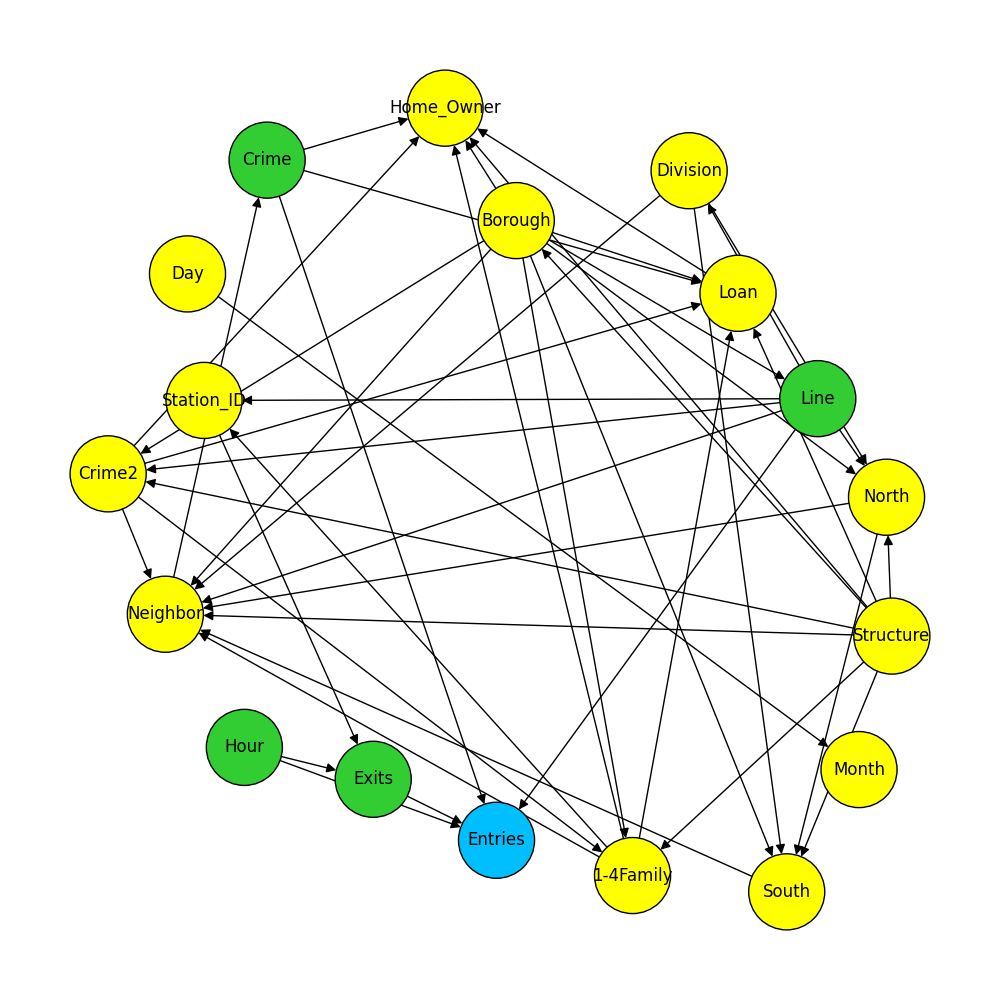 Home_Owner
Crime
Division
Borough
Day
Loan
Line
Station_ID
Crime2
North
Neighbor
Structure
Hour
Month
Exits
Entries
1-4Family
South